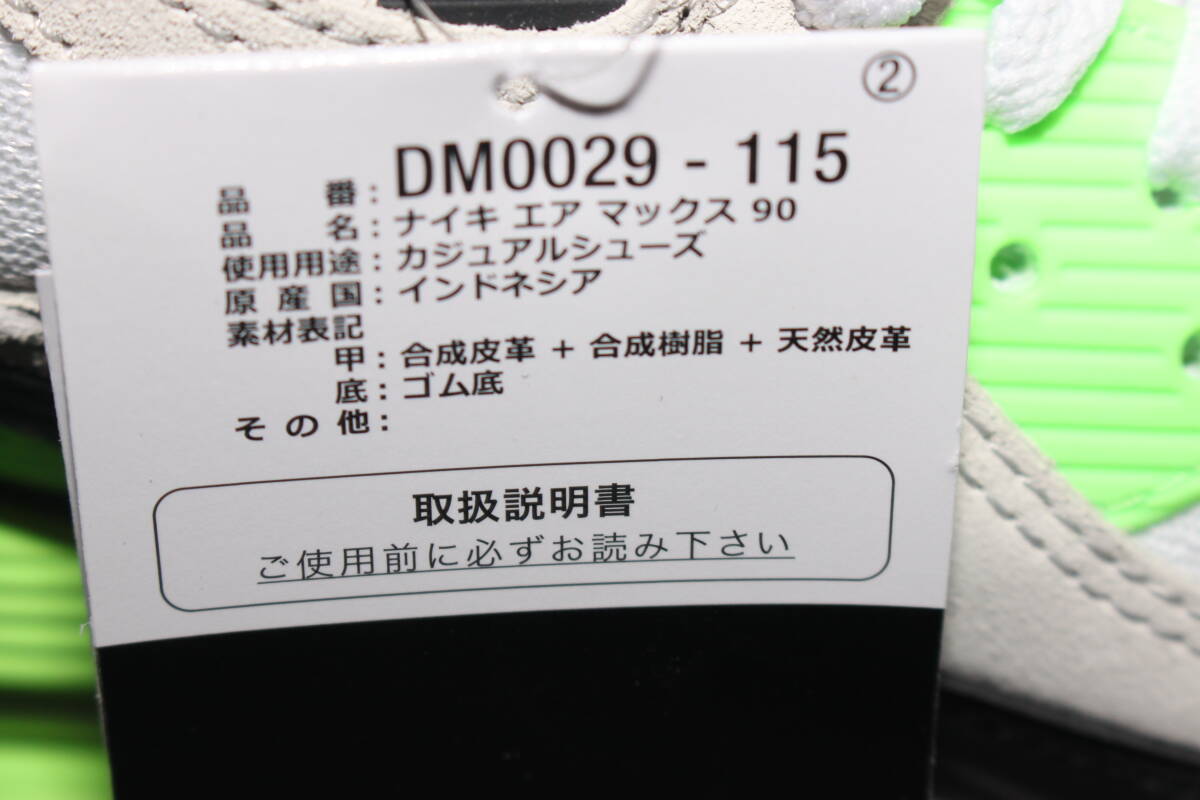 ②
品番: DM0029 - 115
品名: ナイキ エア マックス 90
使用用途: カジュアルシューズ
原産国: インドネシア
素材表記
甲: 合成皮革 + 合成樹脂 + 天然皮革
底: ゴム底
その他:
取扱説明書
ご使用前に必ずお読み下さい